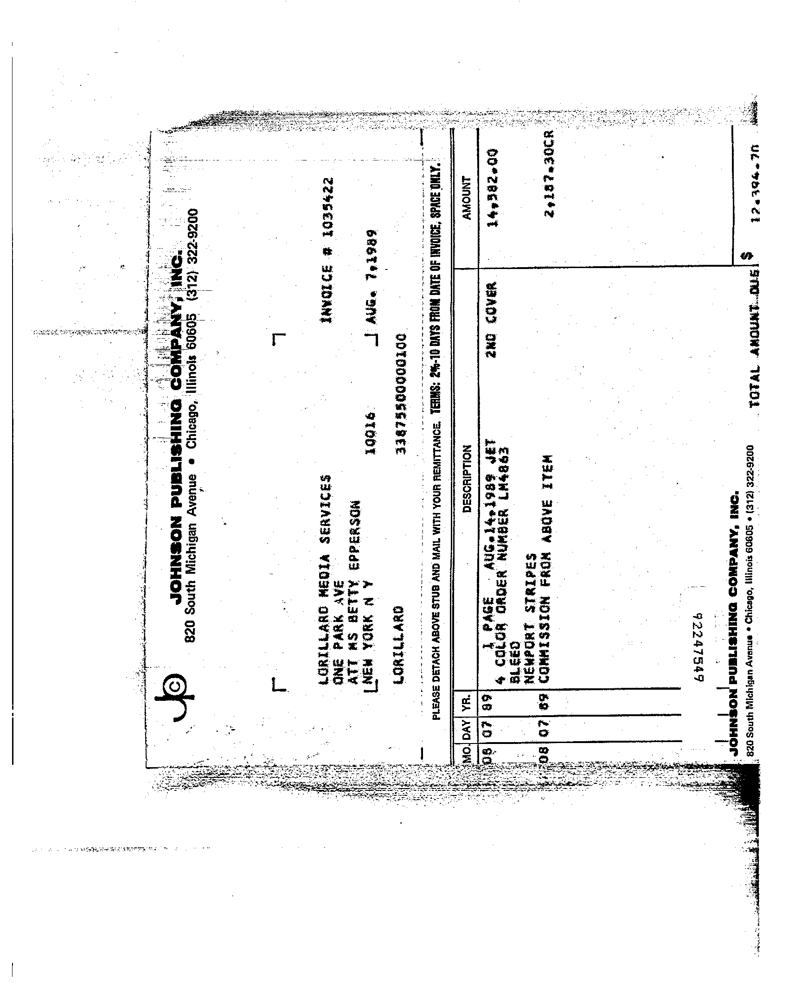 JOHNSON PUBLISHING COMPANY, INC.
820 South Michigan Avenue • Chicago, Illinois 60605 (312) 322-9200
INVOICE # 1035422
LORILLARD MEDIA SERVICES
ONE PARK AVE
ATT MS BETTY EPPERSON
NEW YORK N Y 10016 AUG. 7,1989
LORILLARD 33875500000100
PLEASE DETACH ABOVE STUB AND MAIL WITH YOUR REMITTANCE. TERMS: 2%-10 DAYS FROM DATE OF INVOICE, SPACE ONLY.
MO. DAY YR. DESCRIPTION AMOUNT
08 07 89 1 PAGE AUG.14,1989 JET 2ND COVER 14,582.00
4 COLOR ORDER NUMBER LM4863
BLEED
NEWPORT STRIPES
08 07 89 COMMISSION FROM ABOVE ITEM 2,187.30CR
92247549
TOTAL AMOUNT DUE $ 12,394.70
JOHNSON PUBLISHING COMPANY, INC.
820 South Michigan Avenue • Chicago, Illinois 60605 • (312) 322-9200